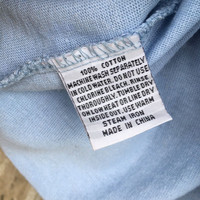 100% COTTON
MACHINE WASH SEPARATELY
IN COLD WATER. DO NOT USE
CHLORINE BLEACH. RINSE
THOROUGHLY. TUMBLE DRY
ON LOW HEAT OR LINE DRY
INSIDE OUT. USE WARM
STEAM IRON
MADE IN CHINA